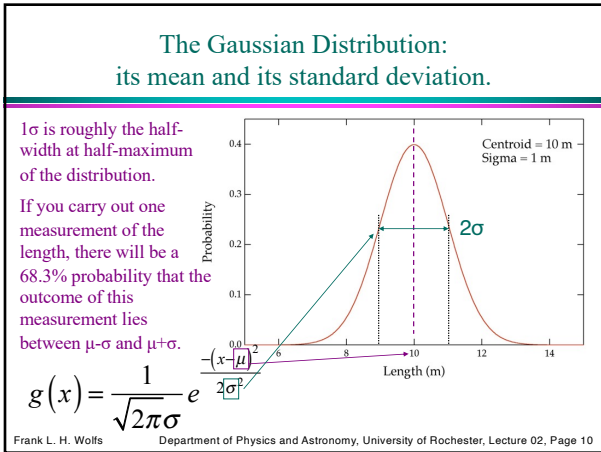 The Gaussian Distribution:
its mean and its standard deviation.
1σ is roughly the half-
width at half-maximum
of the distribution.
If you carry out one
measurement of the
length, there will be a
68.3% probability that the
outcome of this
measurement lies
between μ-σ and μ+σ.
g(x) = 1/(√(2π)σ) e^(-(x-μ)²/(2σ²))
Probability
0.4
0.3
0.2
0.1
0.0
Centroid = 10 m
Sigma = 1 m
2σ
6 8 10 12 14
Length (m)
Frank L. H. Wolfs Department of Physics and Astronomy, University of Rochester, Lecture 02, Page 10